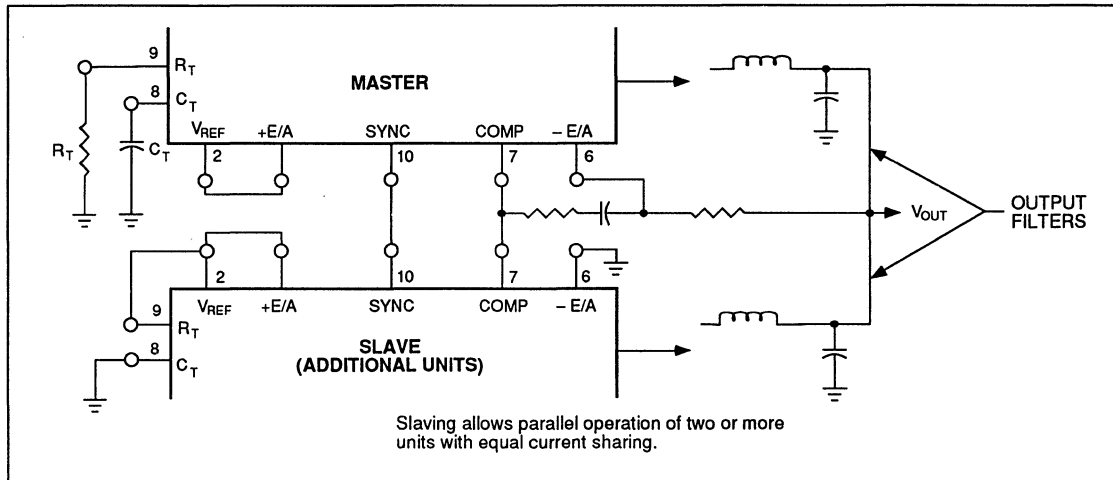 MASTER
9
R_T
8
C_T
R_T
C_T
V_REF
+E/A
SYNC
COMP
– E/A
2
10
7
6
V_OUT
OUTPUT
FILTERS
2
10
7
6
V_REF
+E/A
SYNC
COMP
– E/A
9
R_T
8
C_T
SLAVE
(ADDITIONAL UNITS)
Slaving allows parallel operation of two or more
units with equal current sharing.